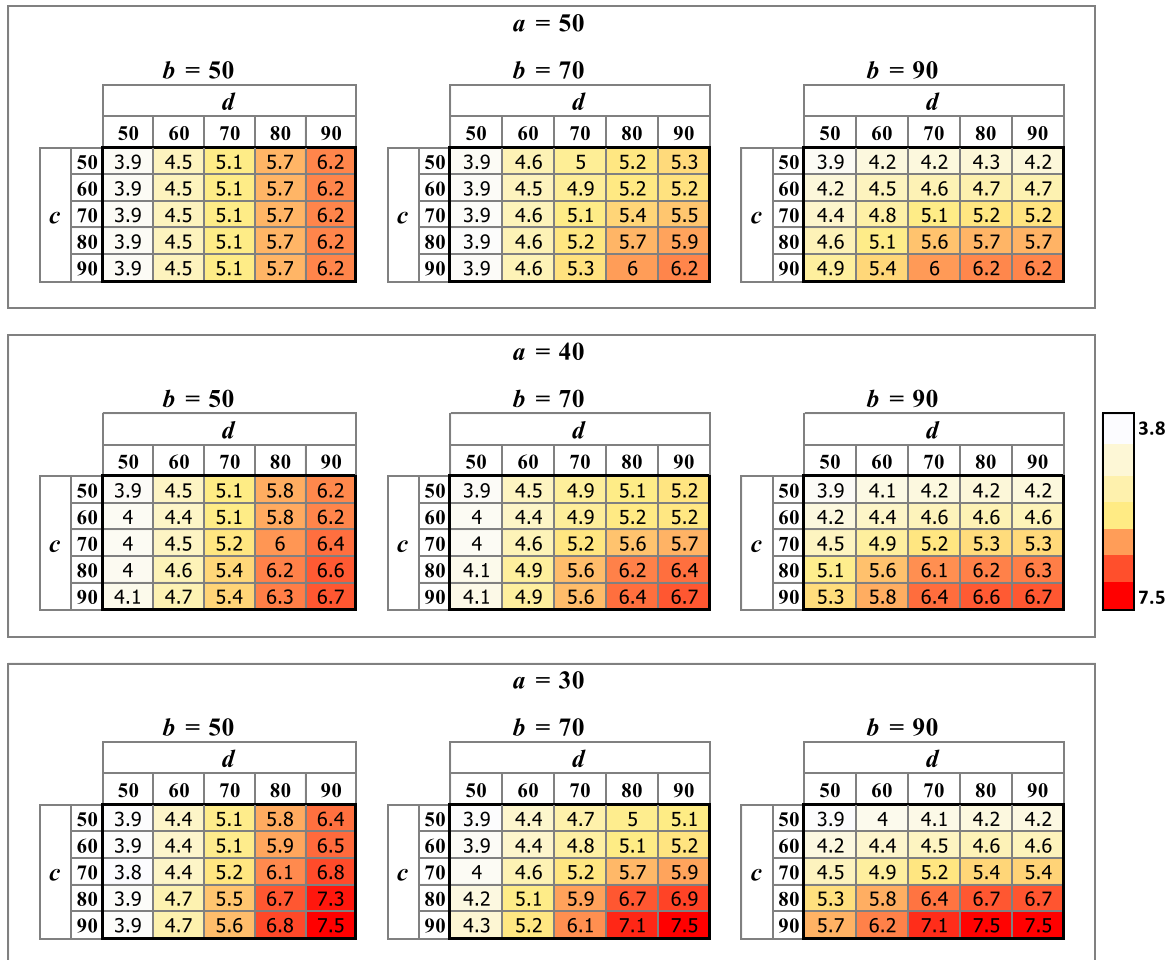 a = 50
b = 50 b = 70 b = 90
d d d
50 60 70 80 90 50 60 70 80 90 50 60 70 80 90
50 3.9 4.5 5.1 5.7 6.2 50 3.9 4.6 5 5.2 5.3 50 3.9 4.2 4.2 4.3 4.2
60 3.9 4.5 5.1 5.7 6.2 60 3.9 4.5 4.9 5.2 5.2 60 4.2 4.5 4.6 4.7 4.7
c 70 3.9 4.5 5.1 5.7 6.2 c 70 3.9 4.6 5.1 5.4 5.5 c 70 4.4 4.8 5.1 5.2 5.2
80 3.9 4.5 5.1 5.7 6.2 80 3.9 4.6 5.2 5.7 5.9 80 4.6 5.1 5.6 5.7 5.7
90 3.9 4.5 5.1 5.7 6.2 90 3.9 4.6 5.3 6 6.2 90 4.9 5.4 6 6.2 6.2
a = 40
b = 50 b = 70 b = 90
d d d
50 60 70 80 90 50 60 70 80 90 50 60 70 80 90
50 3.9 4.5 5.1 5.8 6.2 50 3.9 4.5 4.9 5.1 5.2 50 3.9 4.1 4.2 4.2 4.2
60 4 4.4 5.1 5.8 6.2 60 4 4.4 4.9 5.2 5.2 60 4.2 4.4 4.6 4.6 4.6
c 70 4 4.5 5.2 6 6.4 c 70 4 4.6 5.2 5.6 5.7 c 70 4.5 4.9 5.2 5.3 5.3
80 4 4.6 5.4 6.2 6.6 80 4.1 4.9 5.6 6.2 6.4 80 5.1 5.6 6.1 6.2 6.3
90 4.1 4.7 5.4 6.3 6.7 90 4.1 4.9 5.6 6.4 6.7 90 5.3 5.8 6.4 6.6 6.7
3.8
7.5
a = 30
b = 50 b = 70 b = 90
d d d
50 60 70 80 90 50 60 70 80 90 50 60 70 80 90
50 3.9 4.4 5.1 5.8 6.4 50 3.9 4.4 4.7 5 5.1 50 3.9 4 4.1 4.2 4.2
60 3.9 4.4 5.1 5.9 6.5 60 3.9 4.4 4.8 5.1 5.2 60 4.2 4.4 4.5 4.6 4.6
c 70 3.8 4.4 5.2 6.1 6.8 c 70 4 4.6 5.2 5.7 5.9 c 70 4.5 4.9 5.2 5.4 5.4
80 3.9 4.7 5.5 6.7 7.3 80 4.2 5.1 5.9 6.7 6.9 80 5.3 5.8 6.4 6.7 6.7
90 3.9 4.7 5.6 6.8 7.5 90 4.3 5.2 6.1 7.1 7.5 90 5.7 6.2 7.1 7.5 7.5